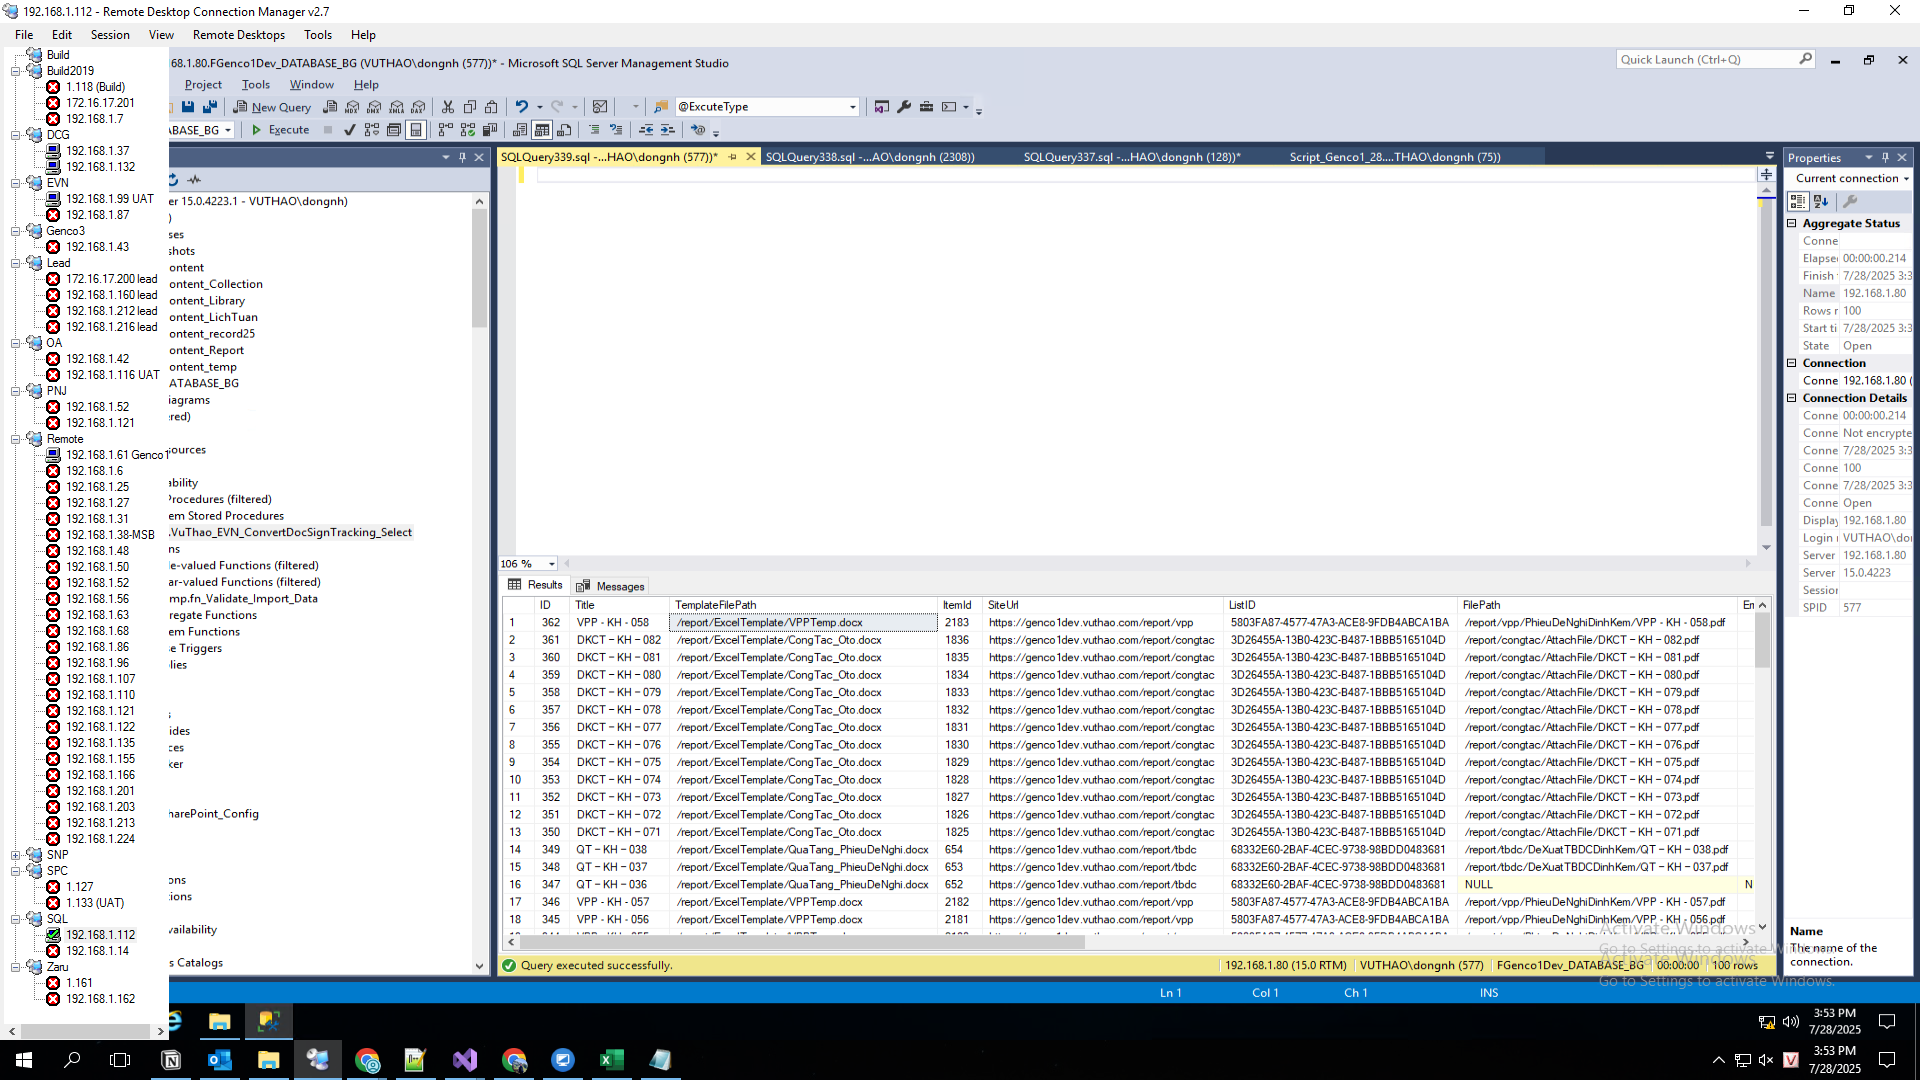 192.168.1.112 - Remote Desktop Connection Manager v2.7
File Edit Session View Remote Desktops Tools Help
Build
Build2019
1.118 (Build)
172.16.17.201
192.168.1.7
DCG
192.168.1.37
192.168.1.132
EVN
192.168.1.99 UAT
192.168.1.87
Genco3
192.168.1.43
Lead
172.16.17.200 lead
192.168.1.160 lead
192.168.1.212 lead
192.168.1.216 lead
OA
192.168.1.42
192.168.1.116 UAT
PNJ
192.168.1.52
192.168.1.121
Remote
192.168.1.61 Genco1
192.168.1.6
192.168.1.25
192.168.1.27
192.168.1.31
192.168.1.38-MSB
192.168.1.48
192.168.1.50
192.168.1.52
192.168.1.56
192.168.1.63
192.168.1.68
192.168.1.86
192.168.1.96
192.168.1.107
192.168.1.110
192.168.1.121
192.168.1.122
192.168.1.135
192.168.1.155
192.168.1.166
192.168.1.201
192.168.1.203
192.168.1.213
192.168.1.224
SNP
SPC
1.127
1.133 (UAT)
SQL
192.168.1.112
192.168.1.14
Zaru
1.161
192.168.1.162
68.1.80.FGenco1Dev_DATABASE_BG (VUTHAO\dongnh (577))* - Microsoft SQL Server Management Studio
Quick Launch (Ctrl+Q)
Project Tools Window Help
New Query @ExcuteType
ABASE_BG Execute
er 15.0.4223.1 - VUTHAO\dongnh)
)
ses
shots
ontent
ontent_Collection
ontent_Library
ontent_LichTuan
ontent_record25
ontent_Report
ontent_temp
ATABASE_BG
iagrams
ered)
sources
ability
Procedures (filtered)
em Stored Procedures
.VuThao_EVN_ConvertDocSignTracking_Select
ns
le-valued Functions (filtered)
ar-valued Functions (filtered)
mp.fn_Validate_Import_Data
regate Functions
em Functions
se Triggers
blies
s
ides
ces
ker
harePoint_Config
ons
tions
vailability
s Catalogs
SQLQuery339.sql -...HAO\dongnh (577))* SQLQuery338.sql -...AO\dongnh (2308)) SQLQuery337.sql -...HAO\dongnh (128))* Script_Genco1_28....THAO\dongnh (75))
106 %
Results Messages
ID Title TemplateFilePath ItemId SiteUrl ListID FilePath Er
1 362 VPP - KH - 058 /report/ExcelTemplate/VPPTemp.docx 2183 https://genco1dev.vuthao.com/report/vpp 5803FA87-4577-47A3-ACE8-9FDB4ABCA1BA /report/vpp/PhieuDeNghiDinhKem/VPP - KH - 058.pdf
2 361 DKCT – KH – 082 /report/ExcelTemplate/CongTac_Oto.docx 1836 https://genco1dev.vuthao.com/report/congtac 3D26455A-13B0-423C-B487-1BBB5165104D /report/congtac/AttachFile/DKCT – KH – 082.pdf
3 360 DKCT – KH – 081 /report/ExcelTemplate/CongTac_Oto.docx 1835 https://genco1dev.vuthao.com/report/congtac 3D26455A-13B0-423C-B487-1BBB5165104D /report/congtac/AttachFile/DKCT – KH – 081.pdf
4 359 DKCT – KH – 080 /report/ExcelTemplate/CongTac_Oto.docx 1834 https://genco1dev.vuthao.com/report/congtac 3D26455A-13B0-423C-B487-1BBB5165104D /report/congtac/AttachFile/DKCT – KH – 080.pdf
5 358 DKCT – KH – 079 /report/ExcelTemplate/CongTac_Oto.docx 1833 https://genco1dev.vuthao.com/report/congtac 3D26455A-13B0-423C-B487-1BBB5165104D /report/congtac/AttachFile/DKCT – KH – 079.pdf
6 357 DKCT – KH – 078 /report/ExcelTemplate/CongTac_Oto.docx 1832 https://genco1dev.vuthao.com/report/congtac 3D26455A-13B0-423C-B487-1BBB5165104D /report/congtac/AttachFile/DKCT – KH – 078.pdf
7 356 DKCT – KH – 077 /report/ExcelTemplate/CongTac_Oto.docx 1831 https://genco1dev.vuthao.com/report/congtac 3D26455A-13B0-423C-B487-1BBB5165104D /report/congtac/AttachFile/DKCT – KH – 077.pdf
8 355 DKCT – KH – 076 /report/ExcelTemplate/CongTac_Oto.docx 1830 https://genco1dev.vuthao.com/report/congtac 3D26455A-13B0-423C-B487-1BBB5165104D /report/congtac/AttachFile/DKCT – KH – 076.pdf
9 354 DKCT – KH – 075 /report/ExcelTemplate/CongTac_Oto.docx 1829 https://genco1dev.vuthao.com/report/congtac 3D26455A-13B0-423C-B487-1BBB5165104D /report/congtac/AttachFile/DKCT – KH – 075.pdf
10 353 DKCT – KH – 074 /report/ExcelTemplate/CongTac_Oto.docx 1828 https://genco1dev.vuthao.com/report/congtac 3D26455A-13B0-423C-B487-1BBB5165104D /report/congtac/AttachFile/DKCT – KH – 074.pdf
11 352 DKCT – KH – 073 /report/ExcelTemplate/CongTac_Oto.docx 1827 https://genco1dev.vuthao.com/report/congtac 3D26455A-13B0-423C-B487-1BBB5165104D /report/congtac/AttachFile/DKCT – KH – 073.pdf
12 351 DKCT – KH – 072 /report/ExcelTemplate/CongTac_Oto.docx 1826 https://genco1dev.vuthao.com/report/congtac 3D26455A-13B0-423C-B487-1BBB5165104D /report/congtac/AttachFile/DKCT – KH – 072.pdf
13 350 DKCT – KH – 071 /report/ExcelTemplate/CongTac_Oto.docx 1825 https://genco1dev.vuthao.com/report/congtac 3D26455A-13B0-423C-B487-1BBB5165104D /report/congtac/AttachFile/DKCT – KH – 071.pdf
14 349 QT – KH – 038 /report/ExcelTemplate/QuaTang_PhieuDeNghi.docx 654 https://genco1dev.vuthao.com/report/tbdc 68332E60-2BAF-4CEC-9738-98BDD0483681 /report/tbdc/DeXuatTBDCDinhKem/QT – KH – 038.pdf
15 348 QT – KH – 037 /report/ExcelTemplate/QuaTang_PhieuDeNghi.docx 653 https://genco1dev.vuthao.com/report/tbdc 68332E60-2BAF-4CEC-9738-98BDD0483681 /report/tbdc/DeXuatTBDCDinhKem/QT – KH – 037.pdf
16 347 QT – KH – 036 /report/ExcelTemplate/QuaTang_PhieuDeNghi.docx 652 https://genco1dev.vuthao.com/report/tbdc 68332E60-2BAF-4CEC-9738-98BDD0483681 NULL N
17 346 VPP - KH - 057 /report/ExcelTemplate/VPPTemp.docx 2182 https://genco1dev.vuthao.com/report/vpp 5803FA87-4577-47A3-ACE8-9FDB4ABCA1BA /report/vpp/PhieuDeNghiDinhKem/VPP - KH - 057.pdf
18 345 VPP - KH - 056 /report/ExcelTemplate/VPPTemp.docx 2181 https://genco1dev.vuthao.com/report/vpp 5803FA87-4577-47A3-ACE8-9FDB4ABCA1BA /report/vpp/PhieuDeNghiDinhKem/VPP - KH - 056.pdf
Query executed successfully. 192.168.1.80 (15.0 RTM) VUTHAO\dongnh (577) FGenco1Dev_DATABASE_BG 00:00:00 100 rows
Ln 1 Col 1 Ch 1 INS
Properties
Current connection
Aggregate Status
Conne
Elapse 00:00:00.214
Finish 7/28/2025 3:3
Name 192.168.1.80
Rows r 100
Start ti 7/28/2025 3:3
State Open
Connection
Conne 192.168.1.80 (
Connection Details
Conne 00:00:00.214
Conne Not encrypte
Conne 7/28/2025 3:3
Conne 100
Conne 7/28/2025 3:3
Conne Open
Display 192.168.1.80
Login VUTHAO\do
Server 192.168.1.80
Server 15.0.4223
Session
SPID 577
Name
The name of the connection.
Activate Windows
Go to Settings to activate Windows.
Activate Windows
Go to Settings to activate Windows.
3:53 PM
7/28/2025
3:53 PM
7/28/2025